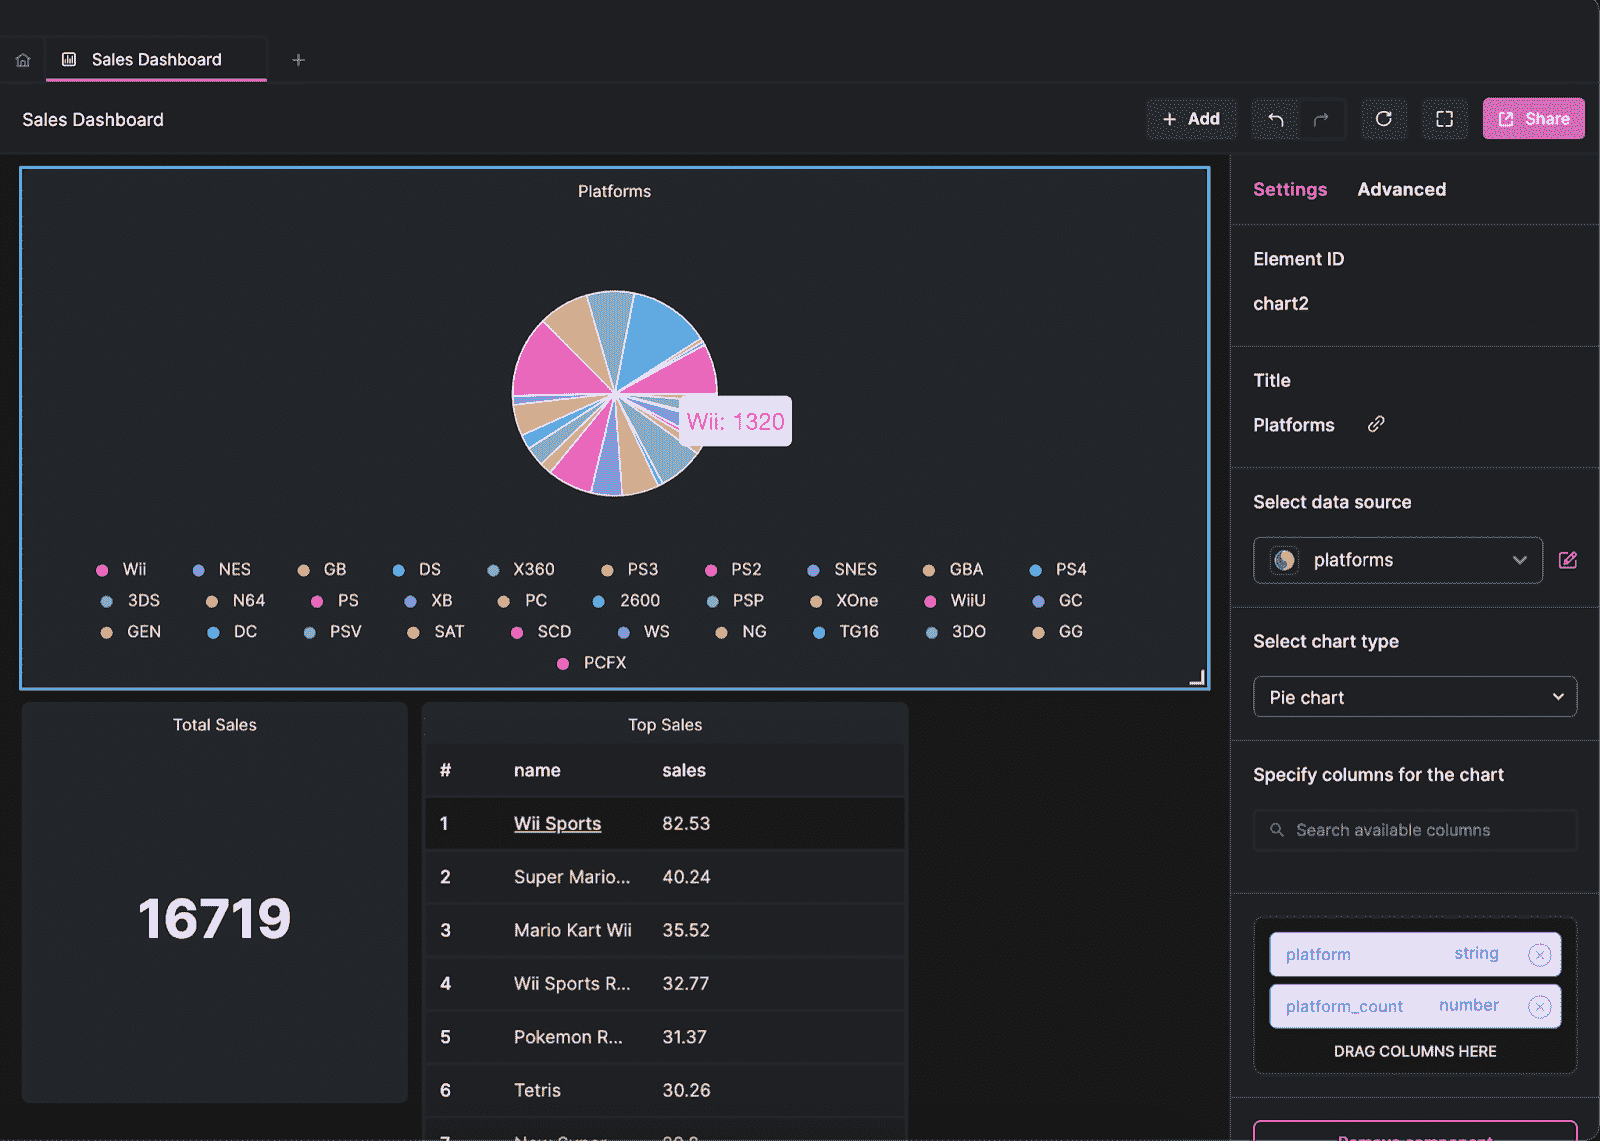 Sales Dashboard
Sales Dashboard
Add
Share
Platforms
Wii: 1320
Wii NES GB DS X360 PS3 PS2 SNES GBA PS4
3DS N64 PS XB PC 2600 PSP XOne WiiU GC
GEN DC PSV SAT SCD WS NG TG16 3DO GG
PCFX
Total Sales
16719
Top Sales
# name sales
1 Wii Sports 82.53
2 Super Mario... 40.24
3 Mario Kart Wii 35.52
4 Wii Sports R... 32.77
5 Pokemon R... 31.37
6 Tetris 30.26
Settings Advanced
Element ID
chart2
Title
Platforms
Select data source
platforms
Select chart type
Pie chart
Specify columns for the chart
Search available columns
platform string
platform_count number
DRAG COLUMNS HERE